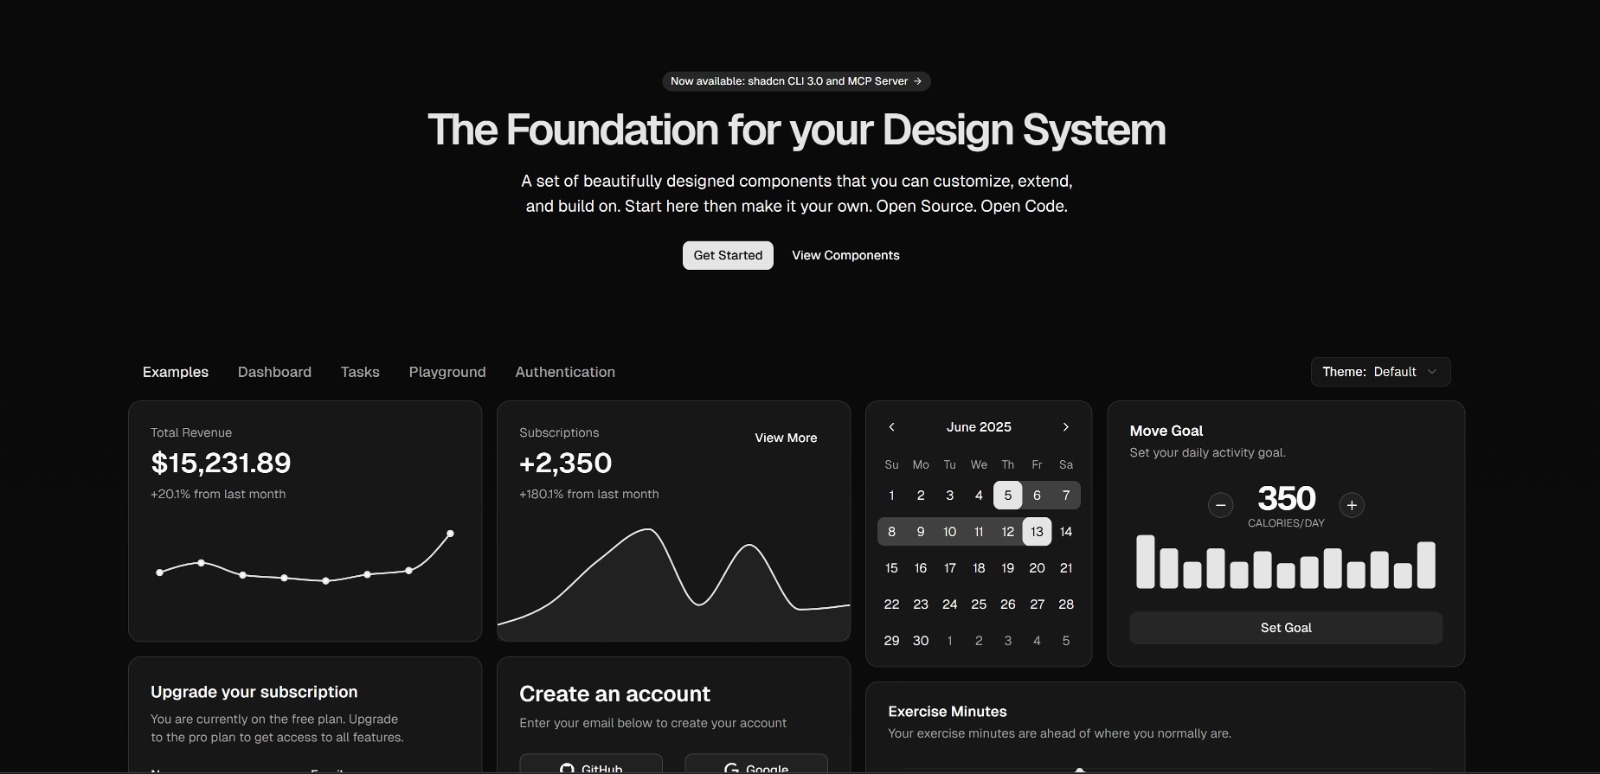 Now available: shadcn CLI 3.0 and MCP Server →
The Foundation for your Design System
A set of beautifully designed components that you can customize, extend,
and build on. Start here then make it your own. Open Source. Open Code.
Get Started View Components
Examples Dashboard Tasks Playground Authentication
Theme: Default
Total Revenue
$15,231.89
+20.1% from last month
Subscriptions
+2,350
+180.1% from last month
View More
June 2025
Su Mo Tu We Th Fr Sa
1 2 3 4 5 6 7
8 9 10 11 12 13 14
15 16 17 18 19 20 21
22 23 24 25 26 27 28
29 30 1 2 3 4 5
Move Goal
Set your daily activity goal.
350
CALORIES/DAY
Set Goal
Upgrade your subscription
You are currently on the free plan. Upgrade
to the pro plan to get access to all features.
Create an account
Enter your email below to create your account
GitHub Google
Exercise Minutes
Your exercise minutes are ahead of where you normally are.